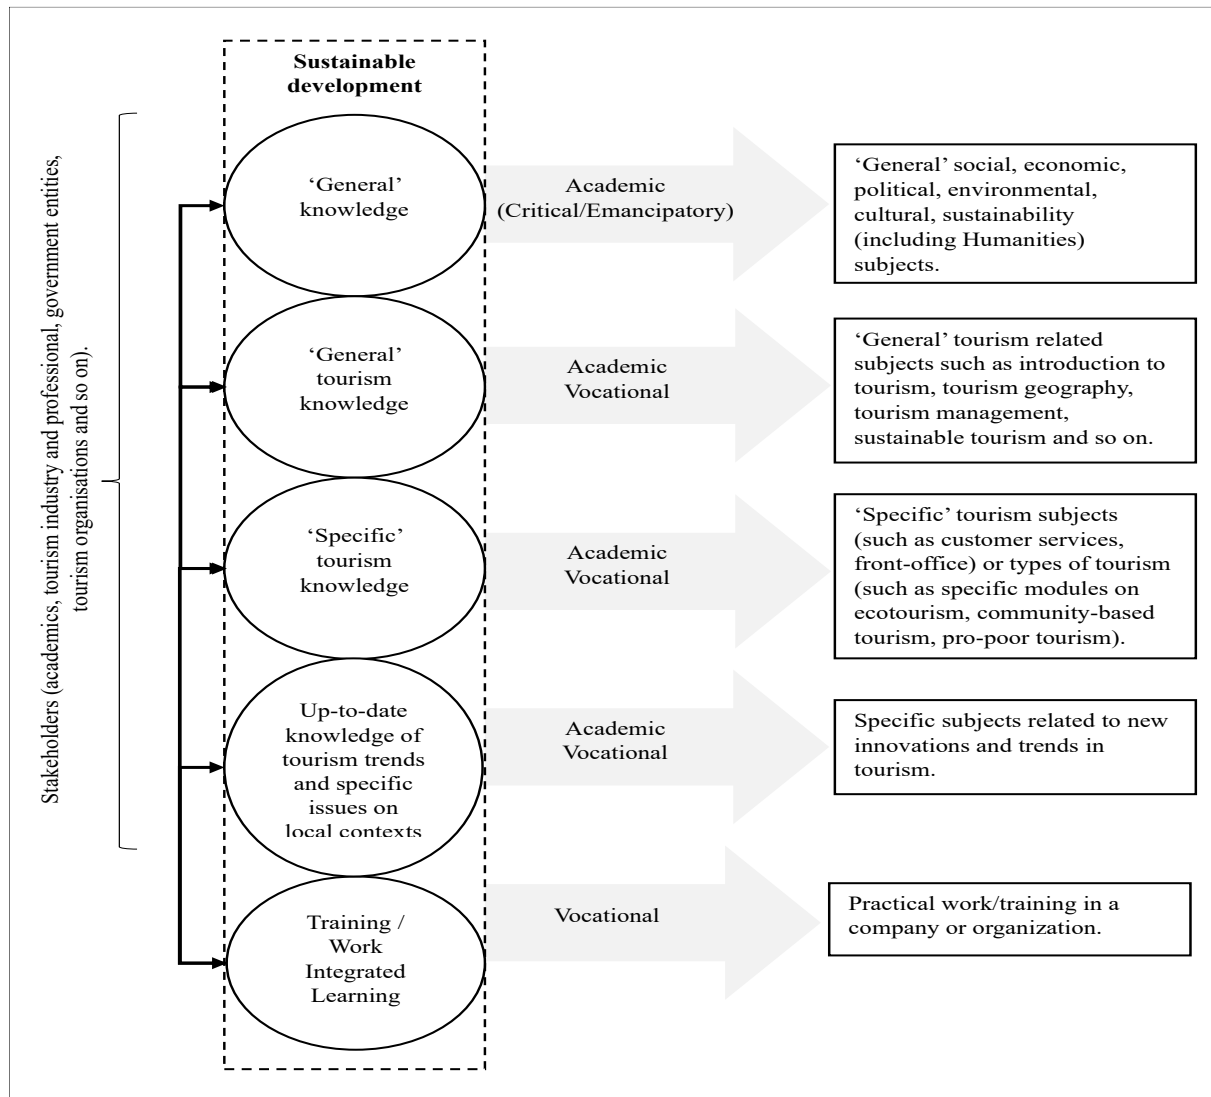 Stakeholders (academics, tourism industry and professional, government entities,
tourism organisations and so on).
Sustainable
development
‘General’
knowledge
Academic
(Critical/Emancipatory)
‘General’ social, economic,
political, environmental,
cultural, sustainability
(including Humanities)
subjects.
‘General’
tourism
knowledge
Academic
Vocational
‘General’ tourism related
subjects such as introduction to
tourism, tourism geography,
tourism management,
sustainable tourism and so on.
‘Specific’
tourism
knowledge
Academic
Vocational
‘Specific’ tourism subjects
(such as customer services,
front-office) or types of tourism
(such as specific modules on
ecotourism, community-based
tourism, pro-poor tourism).
Up-to-date
knowledge of
tourism trends
and specific
issues on
local contexts
Academic
Vocational
Specific subjects related to new
innovations and trends in
tourism.
Training /
Work
Integrated
Learning
Vocational
Practical work/training in a
company or organization.